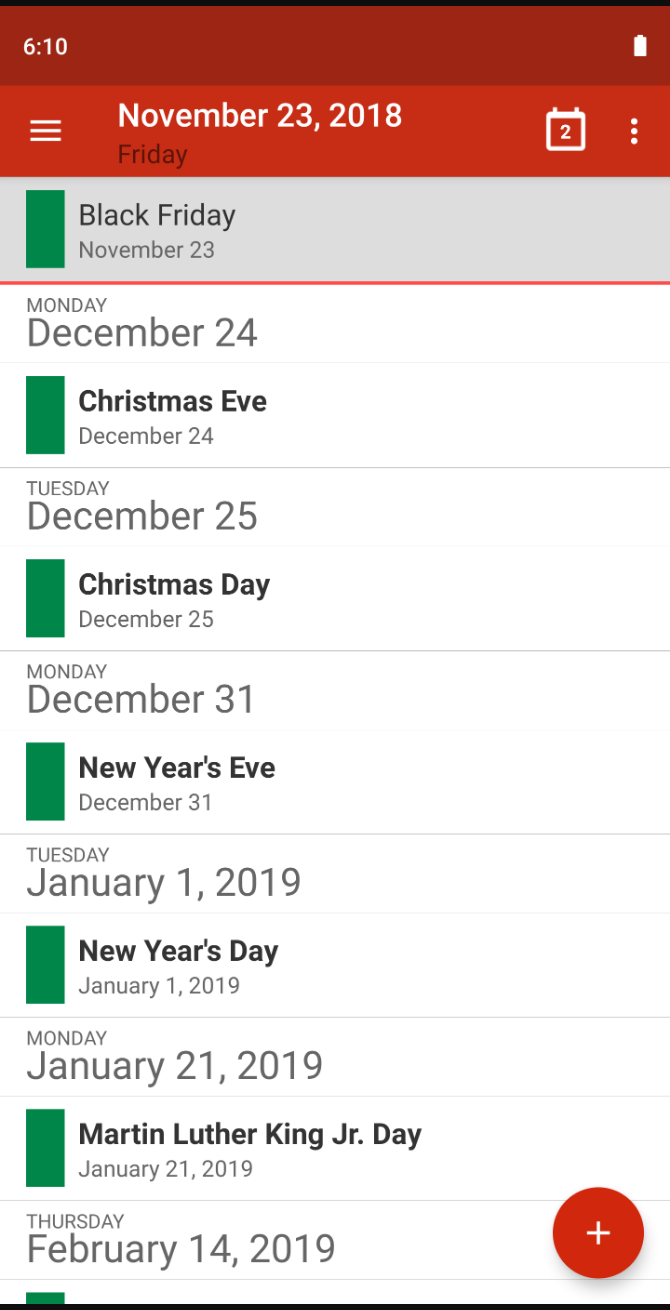 6:10
November 23, 2018
2
Friday
Black Friday
November 23
MONDAY
December 24
Christmas Eve
December 24
TUESDAY
December 25
Christmas Day
December 25
MONDAY
December 31
New Year's Eve
December 31
TUESDAY
January 1, 2019
New Year's Day
January 1, 2019
MONDAY
January 21, 2019
Martin Luther King Jr. Day
January 21, 2019
THURSDAY
February 14, 2019